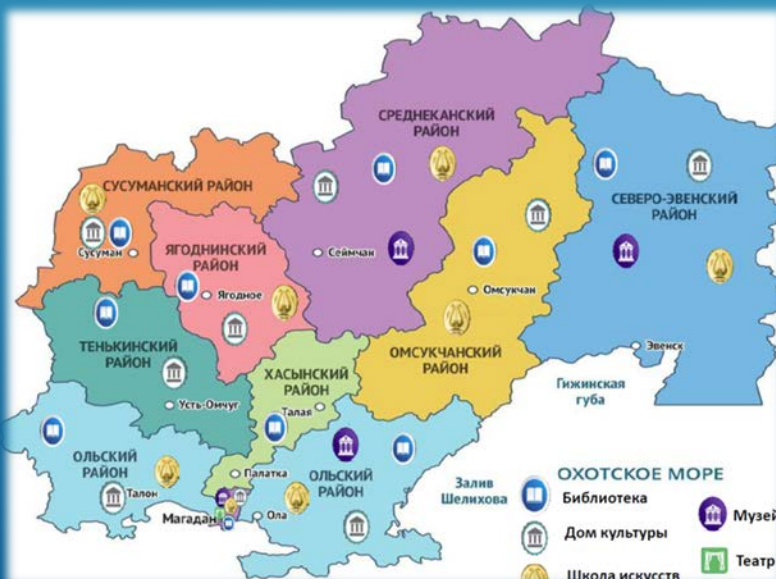 СРЕДНЕКАНСКИЙ
РАЙОН
СУСУМАНСКИЙ РАЙОН
СЕВЕРО-ЭВЕНСКИЙ
РАЙОН
Сусуман
ЯГОДНИНСКИЙ
РАЙОН
Сеймчан
Ягодное
Омсукчан
ТЕНЬКИНСКИЙ
РАЙОН
ОМСУКЧАНСКИЙ
РАЙОН
Эвенск
ХАСЫНСКИЙ
РАЙОН
Гижинская
губа
Усть-Омчуг
Талая
ОЛЬСКИЙ
РАЙОН
Палатка
ОЛЬСКИЙ
РАЙОН
Талон
Магадан
Ола
Залив
Шелихова
ОХОТСКОЕ МОРЕ
Библиотека
Музей
Дом культуры
Театр
Школа искусств